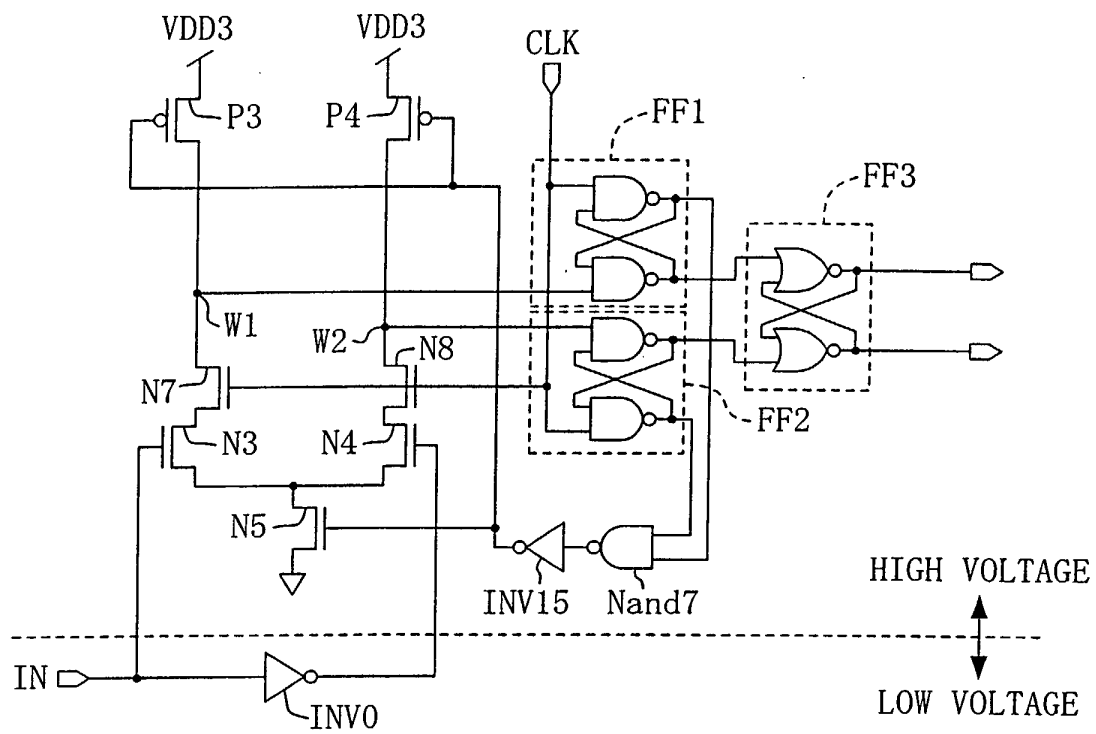 VDD3
VDD3
CLK
P3
P4
FF1
FF3
W1
W2
N8
N7
N3
N4
FF2
N5
INV15
Nand7
HIGH VOLTAGE
IN
INV0
LOW VOLTAGE